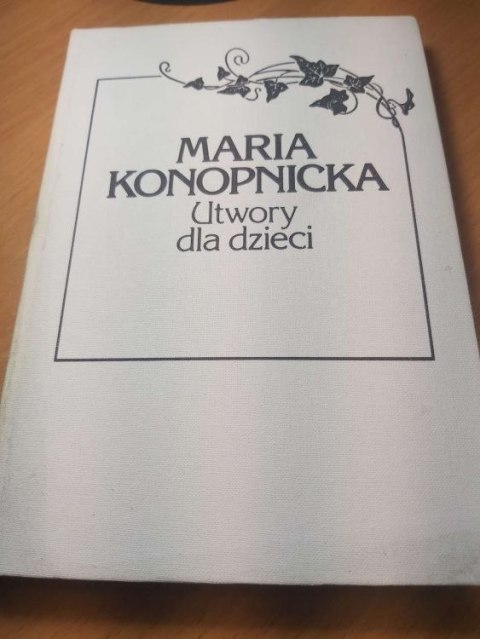 MARIA
KONOPNICKA
Utwory
dla dzieci